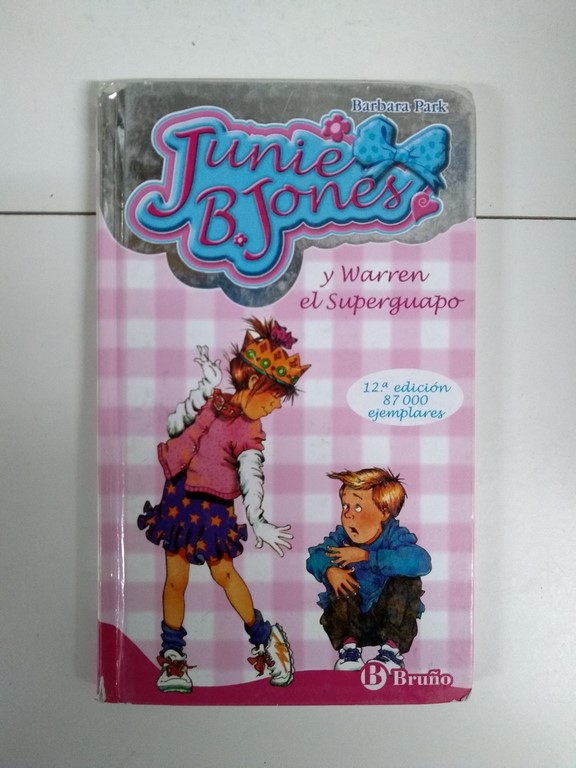 Barbara Park
Junie
B. Jones
y Warren
el Superguapo
12.ª edición
87 000
ejemplares
B Bruño